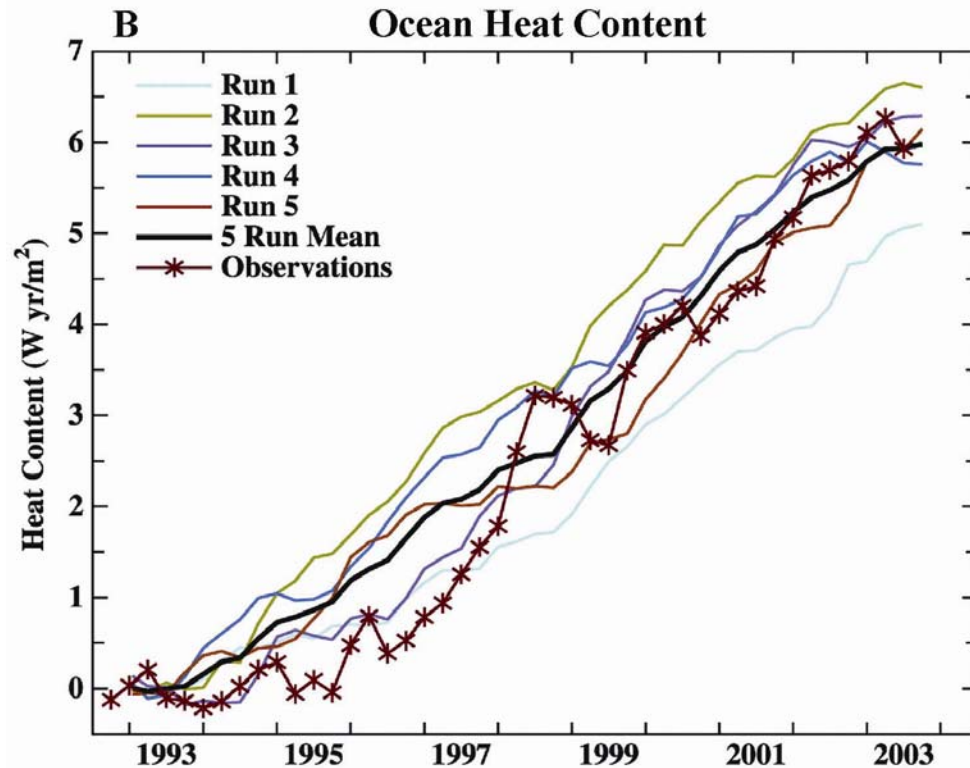 B Ocean Heat Content
7
6
5
4
3
2
1
0
Heat Content (W yr/m²)
Run 1
Run 2
Run 3
Run 4
Run 5
5 Run Mean
Observations
1993 1995 1997 1999 2001 2003